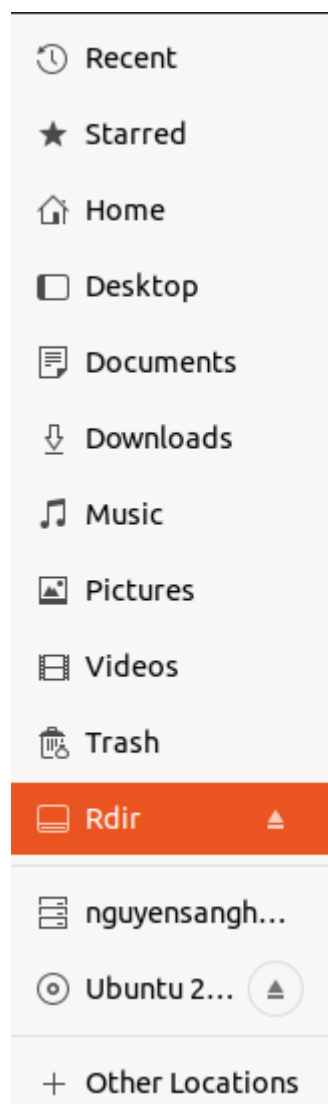 Recent
Starred
Home
Desktop
Documents
Downloads
Music
Pictures
Videos
Trash
Rdir
nguyensangh...
Ubuntu 2...
Other Locations